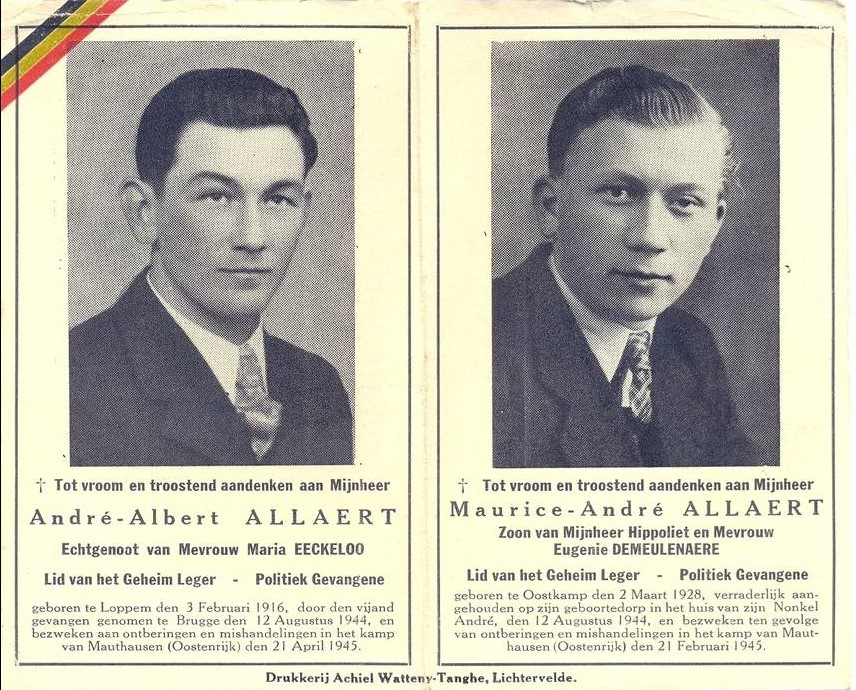 † Tot vroom en troostend aandenken aan Mijnheer
André-Albert ALLAERT
Echtgenoot van Mevrouw Maria EECKELOO
Lid van het Geheim Leger - Politiek Gevangene
geboren te Loppem den 3 Februari 1916, door den vijand
gevangen genomen te Brugge den 12 Augustus 1944, en
bezweken aan ontberingen en mishandelingen in het kamp
van Mauthausen (Oostenrijk) den 21 April 1945.
† Tot vroom en troostend aandenken aan Mijnheer
Maurice-André ALLAERT
Zoon van Mijnheer Hippoliet en Mevrouw
Eugenie DEMEULENAERE
Lid van het Geheim Leger - Politiek Gevangene
geboren te Oostkamp den 2 Maart 1928, verraderlijk aan-
gehouden op zijn geboortedorp in het huis van zijn Nonkel
André, den 12 Augustus 1944, en bezweken ten gevolge
van ontberingen en mishandelingen in het kamp van Maut-
hausen (Oostenrijk) den 21 Februari 1945.
Drukkerij Achiel Watteny-Tanghe, Lichtervelde.